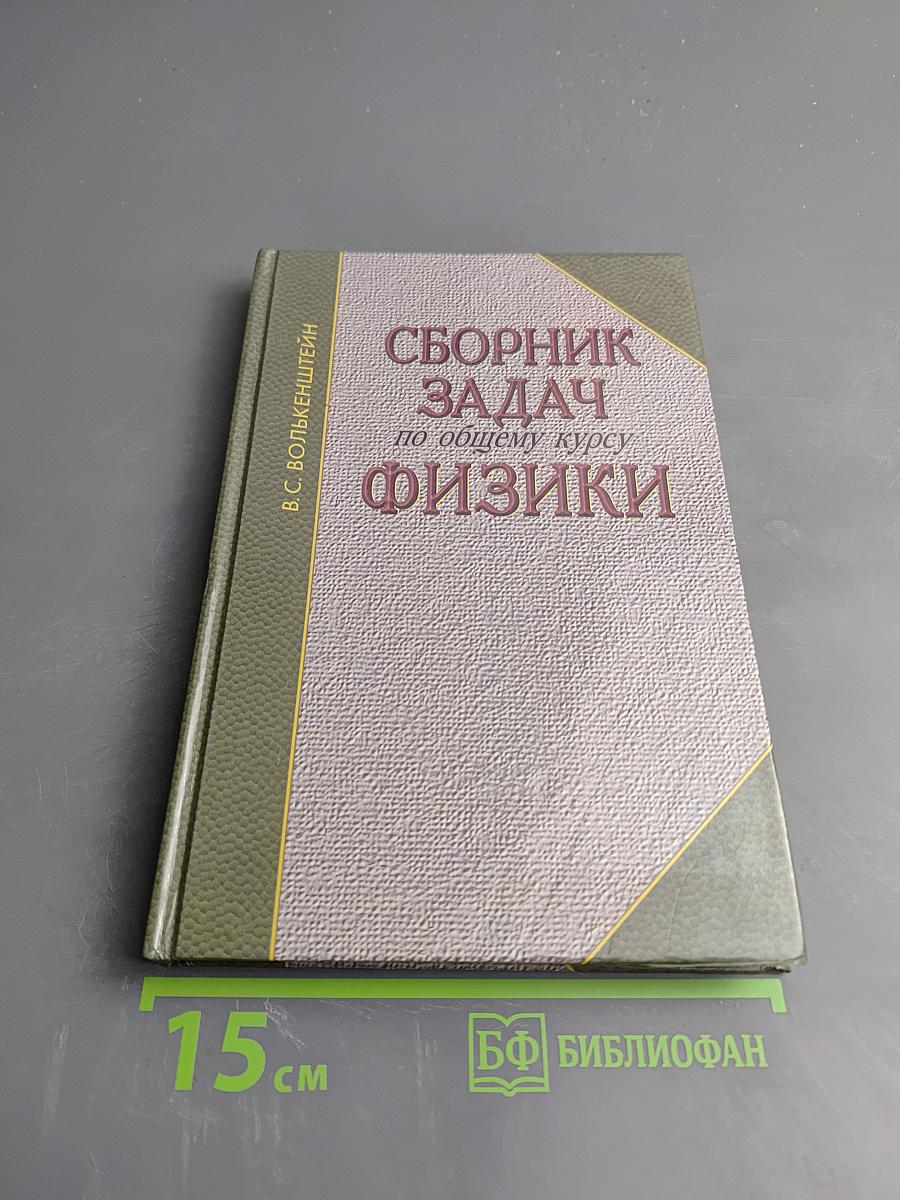 В.С. ВОЛЬКЕНШТЕЙН
СБОРНИК
ЗАДАЧ
по общему курсу
ФИЗИКИ
15 см
БФ БИБЛИОФАН